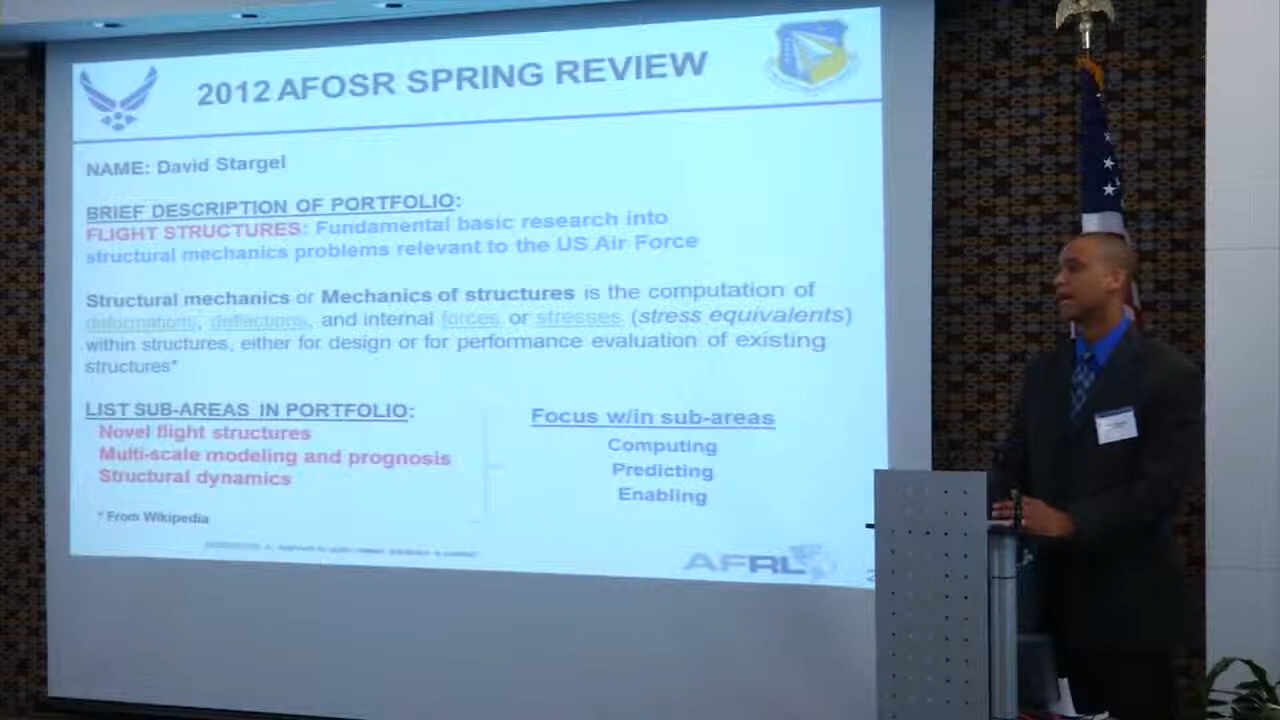 2012 AFOSR SPRING REVIEW
NAME: David Stargel
BRIEF DESCRIPTION OF PORTFOLIO:
FLIGHT STRUCTURES: Fundamental basic research into
structural mechanics problems relevant to the US Air Force
Structural mechanics or Mechanics of structures is the computation of
deformations, deflections, and internal forces or stresses (stress equivalents)
within structures, either for design or for performance evaluation of existing
structures*
LIST SUB-AREAS IN PORTFOLIO:
Novel flight structures
Multi-scale modeling and prognosis
Structural dynamics
Focus w/in sub-areas
Computing
Predicting
Enabling
* From Wikipedia
AFRL
2